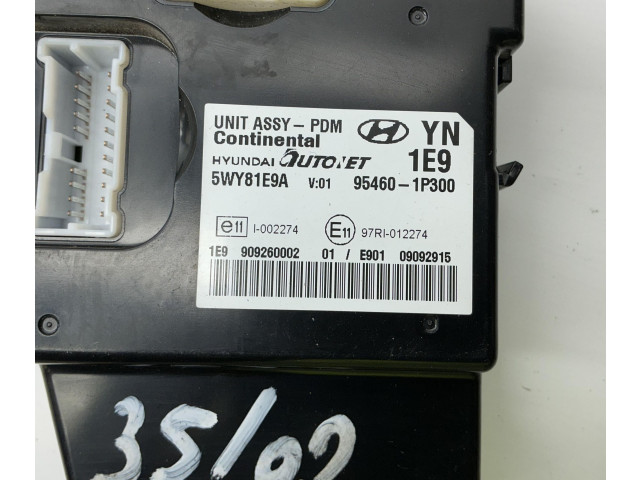 UNIT ASSY - PDM YN
Continental
HYUNDAI AUTONET 1E9
5WY81E9A V:01 95460-1P300
e11 I-002274 E11 97RI-012274
1E9 909260002 01 / E901 09092915
35/02